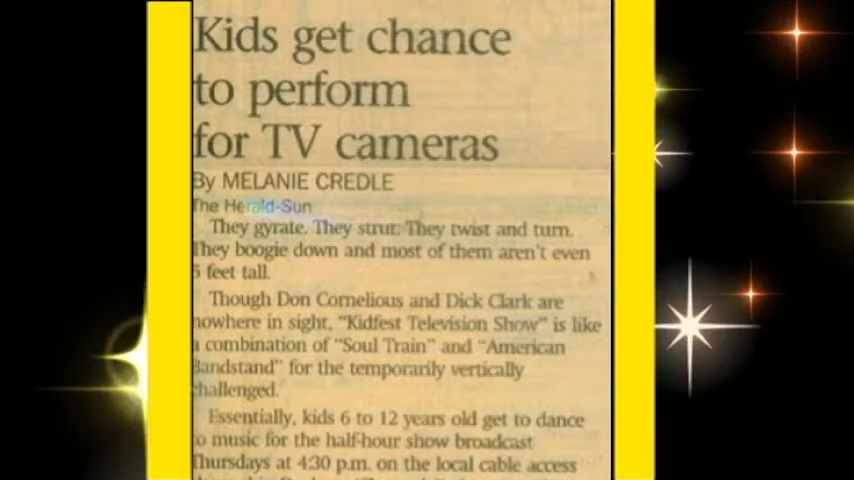 Kids get chance
to perform
for TV cameras
By MELANIE CREDLE
The Herald-Sun
They gyrate. They strut. They twist and turn.
They boogie down and most of them aren't even
5 feet tall.
Though Don Cornelious and Dick Clark are
nowhere in sight, "Kidfest Television Show" is like
a combination of "Soul Train" and "American
Bandstand" for the temporarily vertically
challenged.
Essentially, kids 6 to 12 years old get to dance
to music for the half-hour show broadcast
Thursdays at 4:30 p.m. on the local cable access